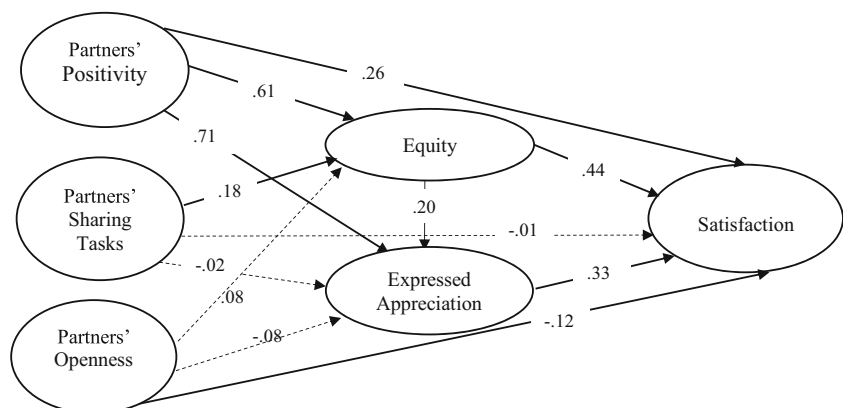 Partners'
Positivity
.26
.61
.71
Equity
.44
Partners'
Sharing
Tasks
.18
.20
-.01
Satisfaction
-.02
.08
Expressed
Appreciation
.33
-.12
Partners'
Openness
-.08